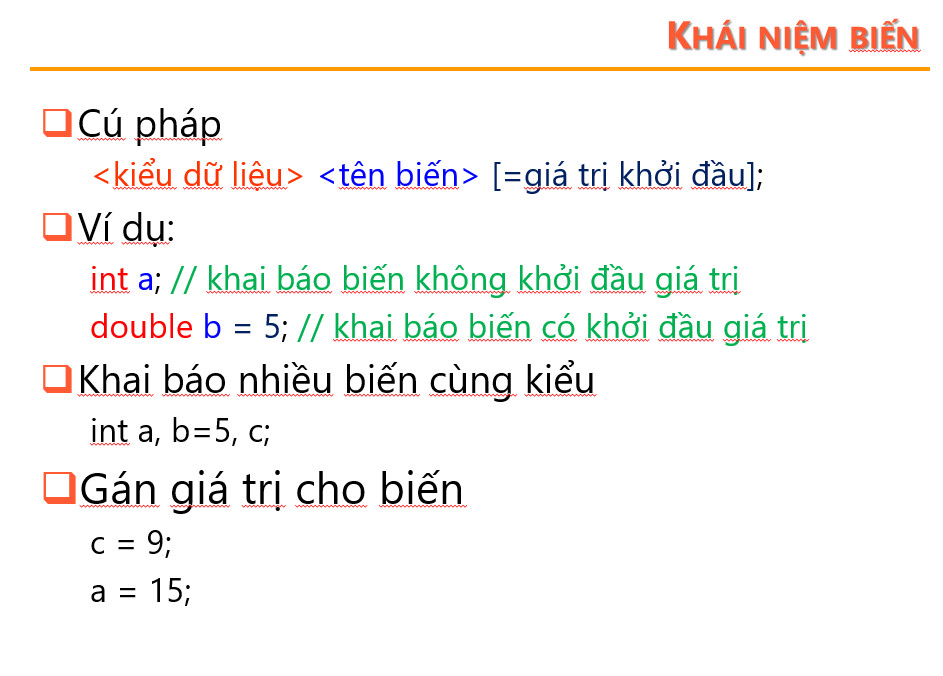 KHÁI NIỆM BIẾN
Cú pháp
<kiểu dữ liệu> <tên biến> [=giá trị khởi đầu];
Ví dụ:
int a; // khai báo biến không khởi đầu giá trị
double b = 5; // khai báo biến có khởi đầu giá trị
Khai báo nhiều biến cùng kiểu
int a, b=5, c;
Gán giá trị cho biến
c = 9;
a = 15;